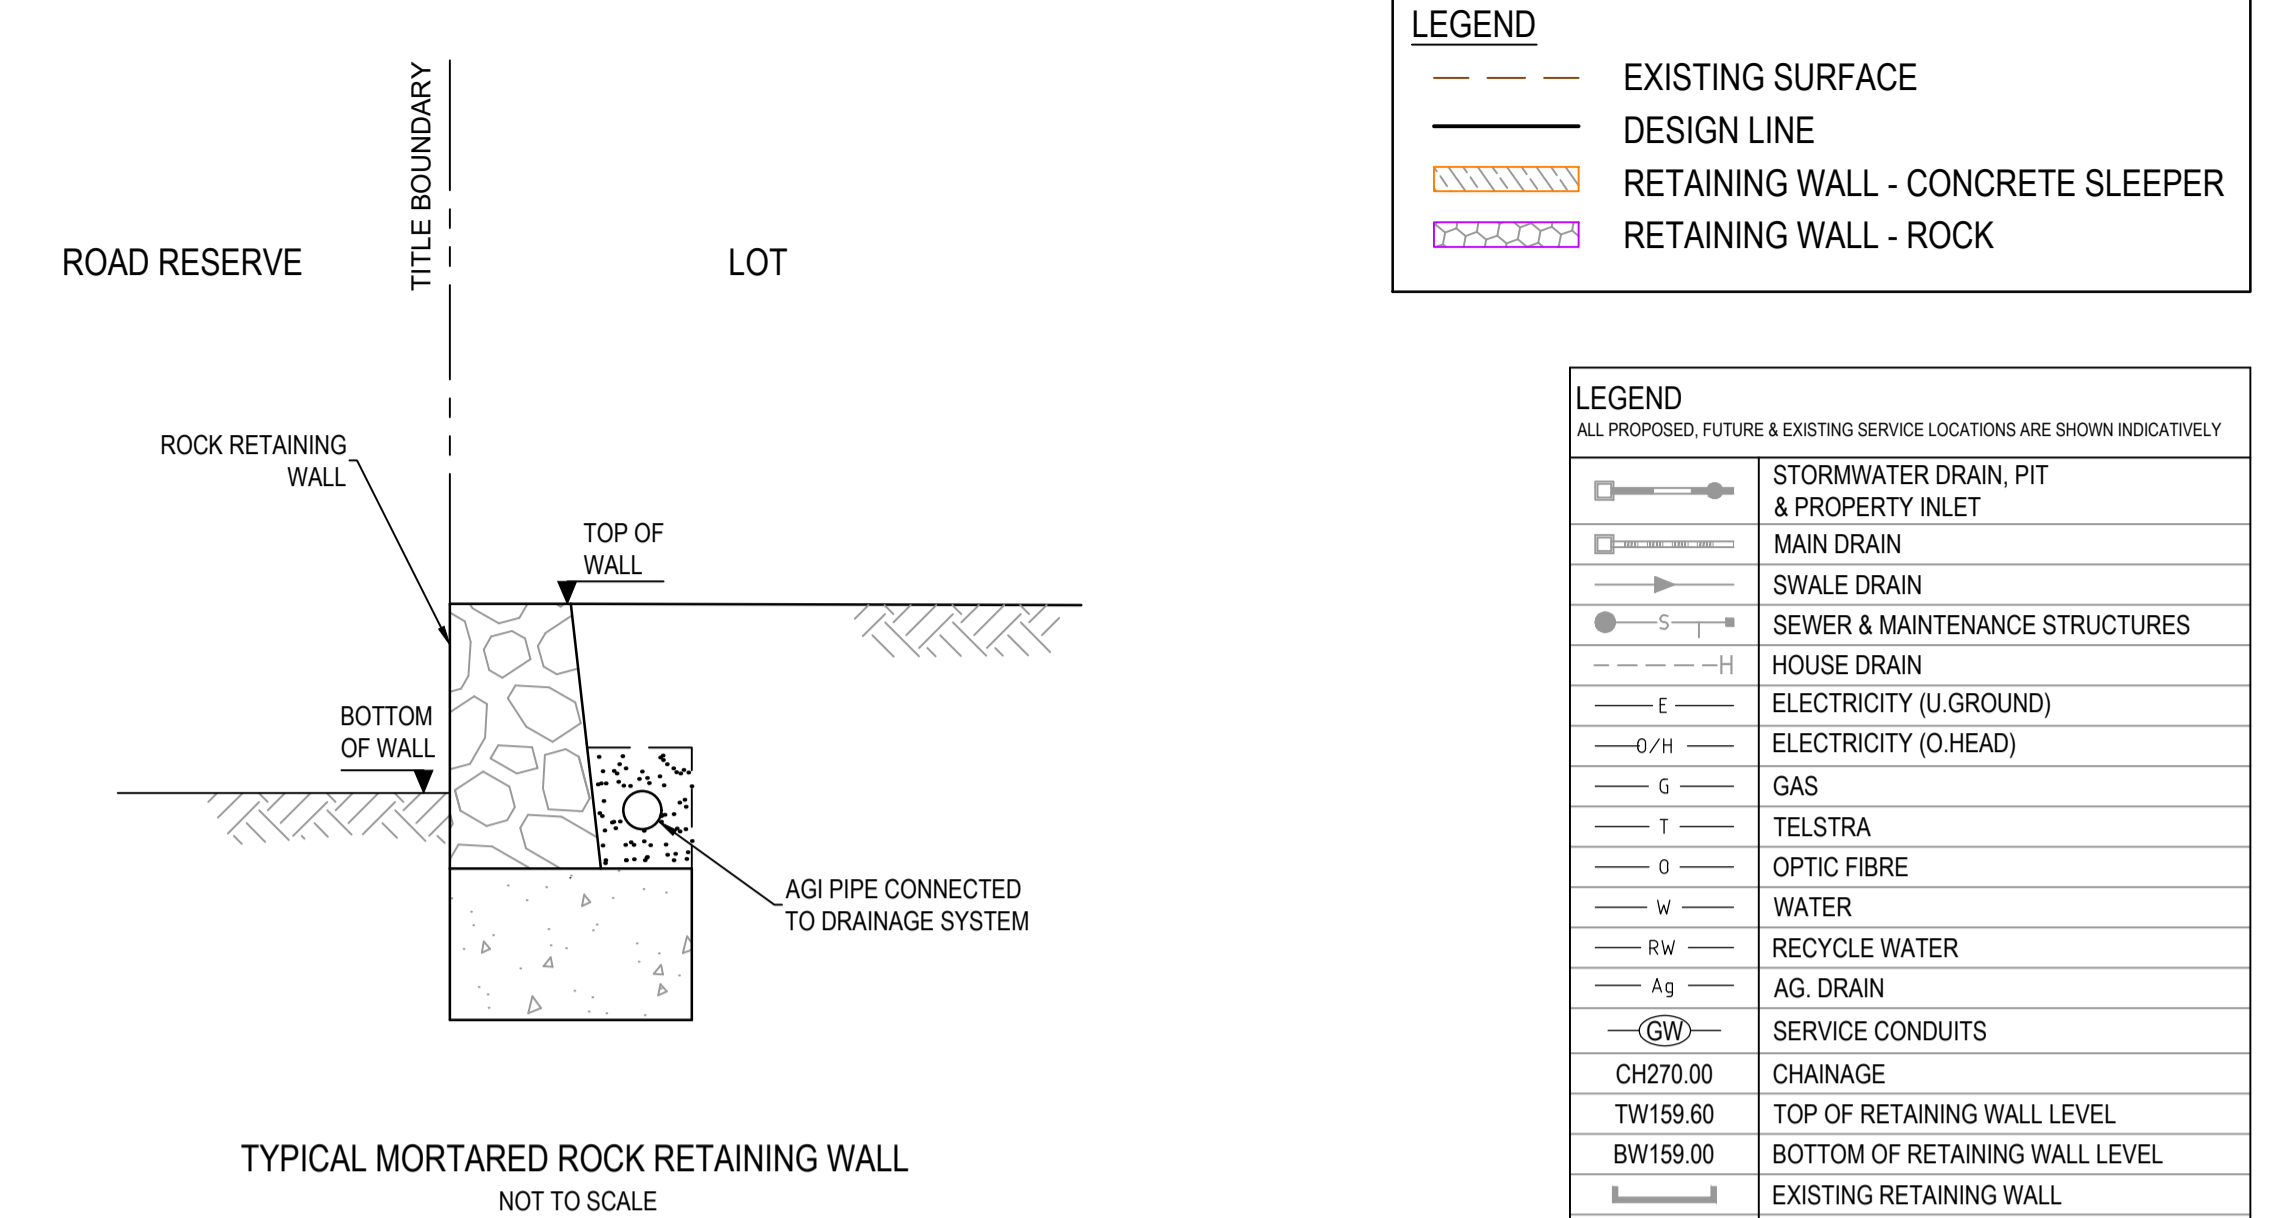 TITLE BOUNDARY
ROAD RESERVE
LOT
ROCK RETAINING
WALL
TOP OF
WALL
BOTTOM
OF WALL
AGI PIPE CONNECTED
TO DRAINAGE SYSTEM
TYPICAL MORTARED ROCK RETAINING WALL
NOT TO SCALE
LEGEND
EXISTING SURFACE
DESIGN LINE
RETAINING WALL - CONCRETE SLEEPER
RETAINING WALL - ROCK
LEGEND
ALL PROPOSED, FUTURE & EXISTING SERVICE LOCATIONS ARE SHOWN INDICATIVELY
STORMWATER DRAIN, PIT
& PROPERTY INLET
MAIN DRAIN
SWALE DRAIN
S SEWER & MAINTENANCE STRUCTURES
H HOUSE DRAIN
E ELECTRICITY (U.GROUND)
O/H ELECTRICITY (O.HEAD)
G GAS
T TELSTRA
O OPTIC FIBRE
W WATER
RW RECYCLE WATER
Ag AG. DRAIN
GW SERVICE CONDUITS
CH270.00 CHAINAGE
TW159.60 TOP OF RETAINING WALL LEVEL
BW159.00 BOTTOM OF RETAINING WALL LEVEL
EXISTING RETAINING WALL